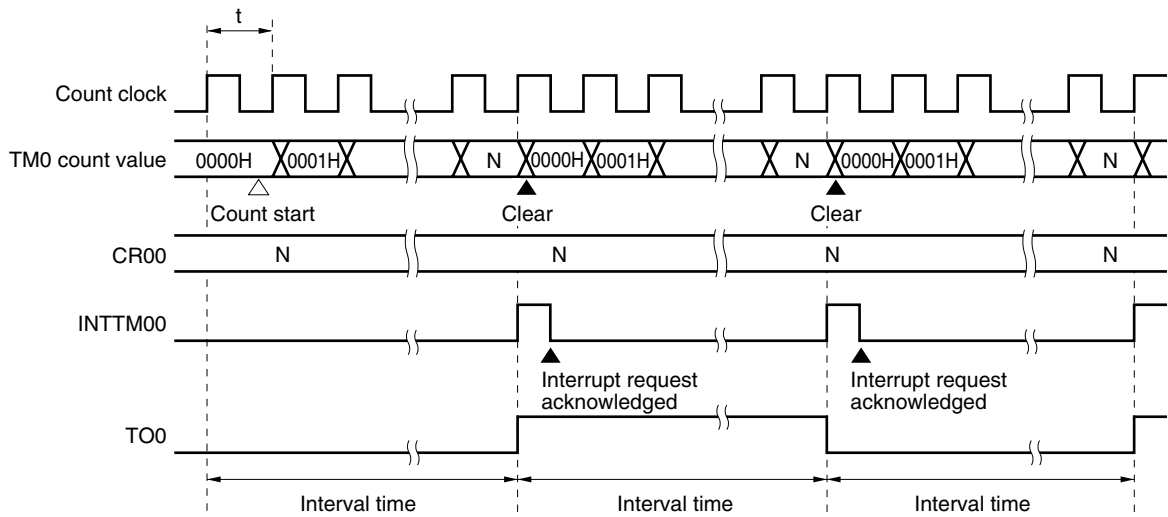 t
Count clock
TM0 count value 0000H 0001H N 0000H 0001H N 0000H 0001H N
Count start Clear Clear
CR00 N N N N
INTTM00
Interrupt request acknowledged Interrupt request acknowledged
TO0
Interval time Interval time Interval time